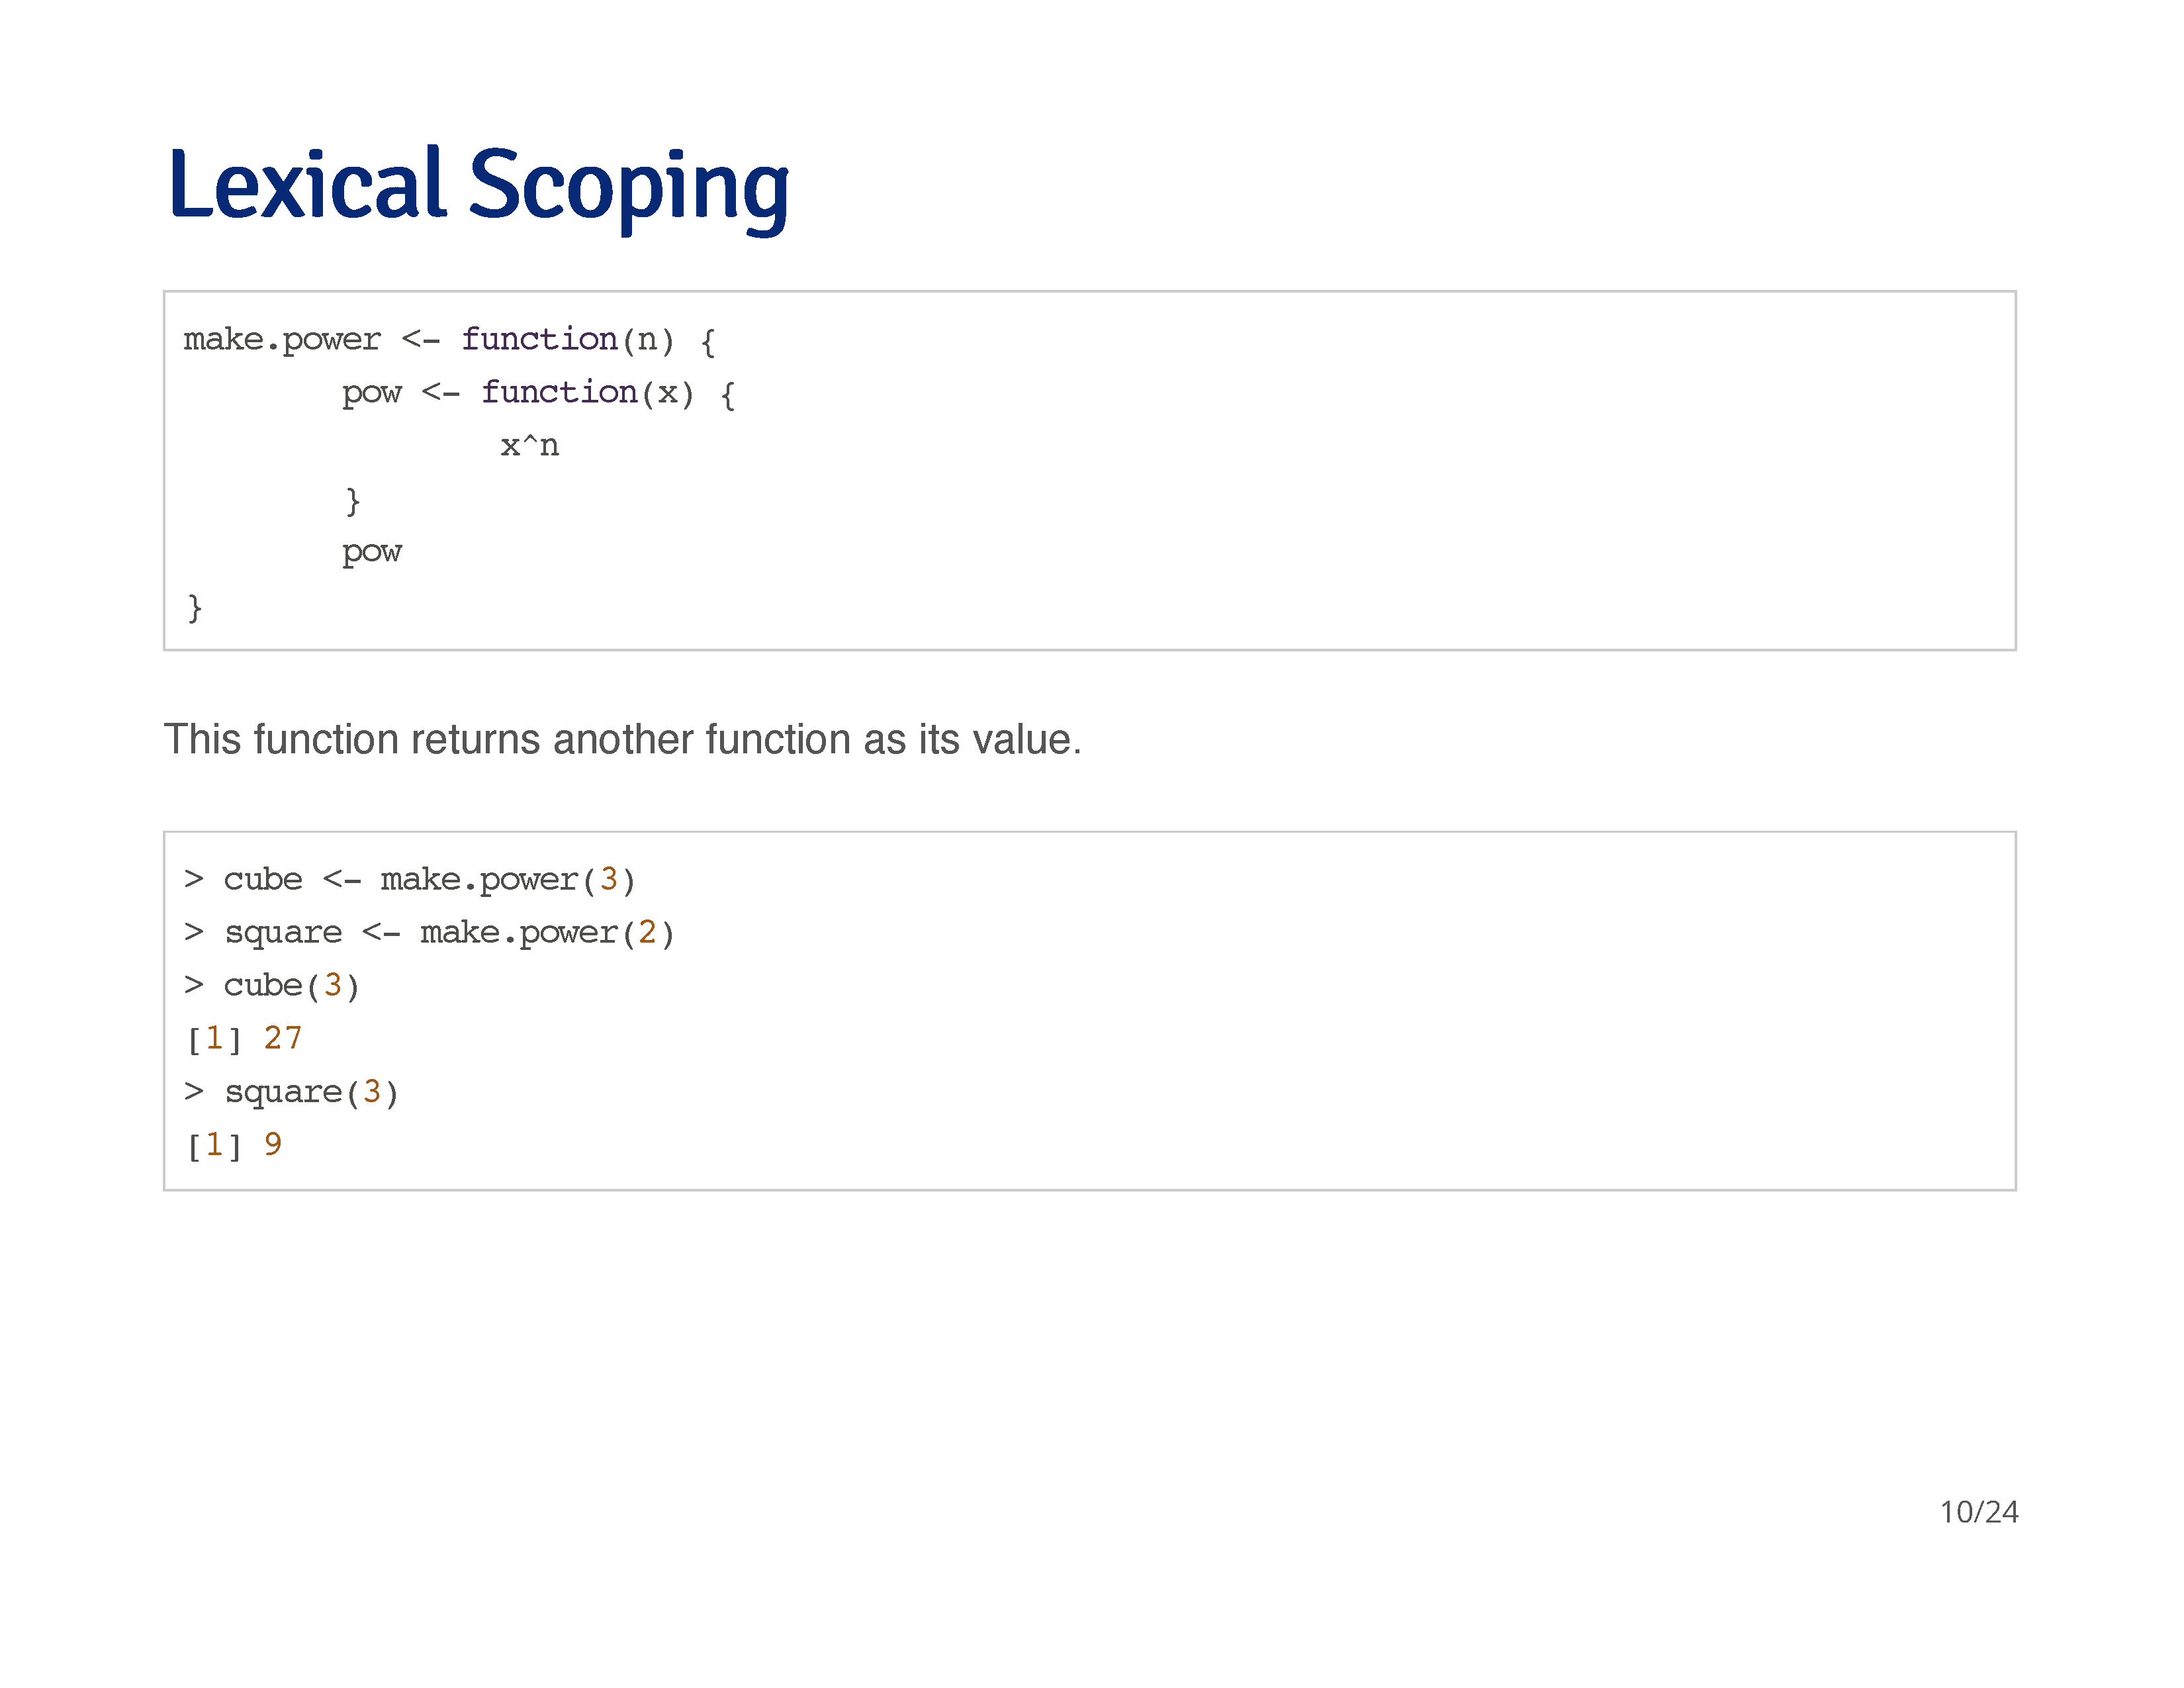 Lexical Scoping
make.power <- function(n) {
        pow <- function(x) {
                x^n
        }
        pow
}
This function returns another function as its value.
> cube <- make.power(3)
> square <- make.power(2)
> cube(3)
[1] 27
> square(3)
[1] 9
10/24